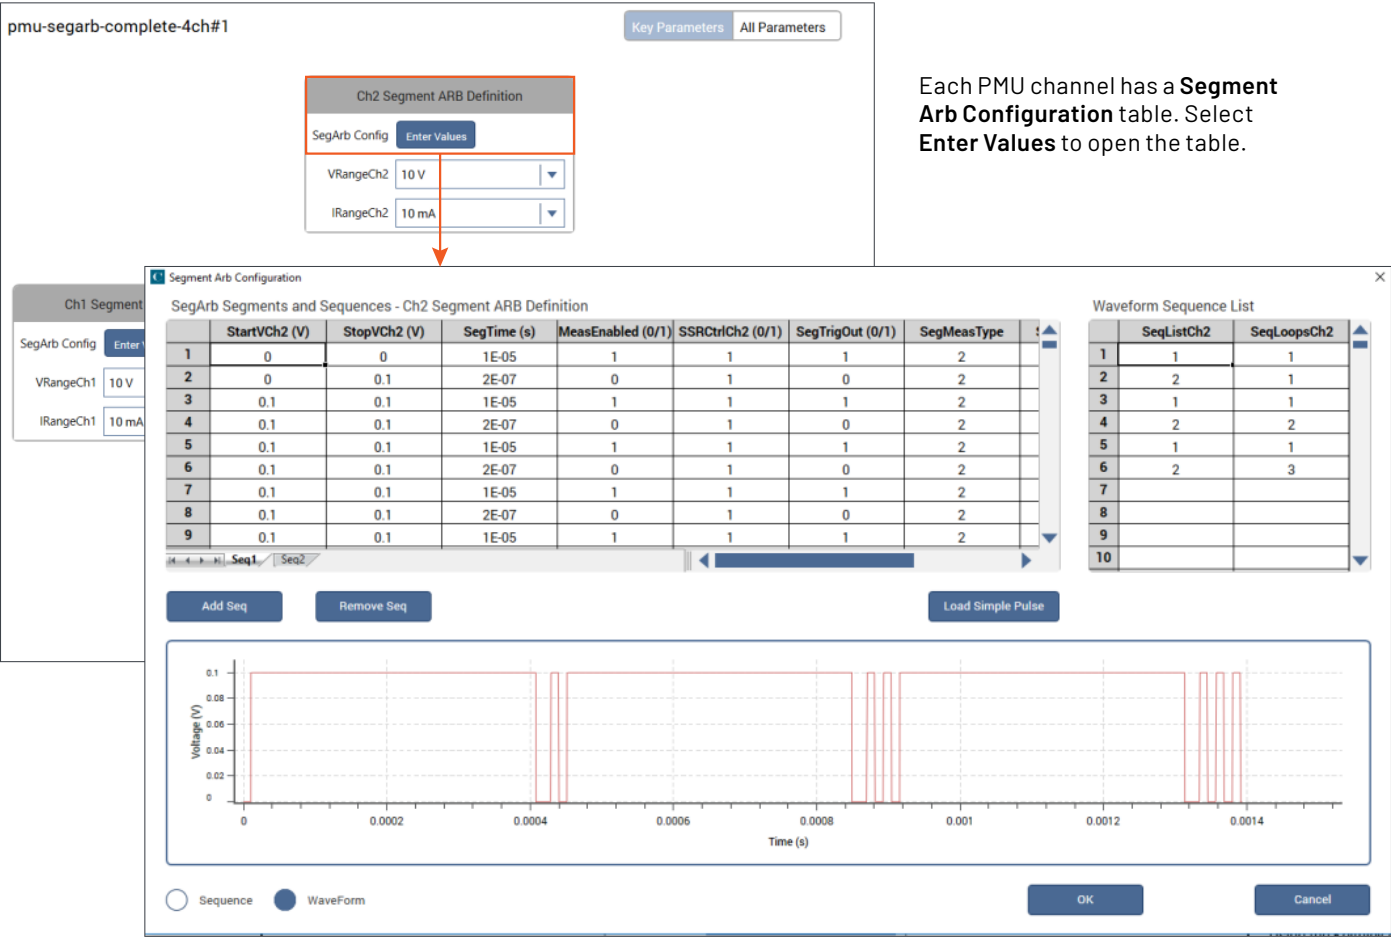 pmu-segarb-complete-4ch#1
Key Parameters All Parameters
Each PMU channel has a Segment
Arb Configuration table. Select
Enter Values to open the table.
Ch2 Segment ARB Definition
SegArb Config Enter Values
VRangeCh2 10 V
IRangeCh2 10 mA
Ch1 Segment
SegArb Config Enter
VRangeCh1 10 V
IRangeCh1 10 mA
Segment Arb Configuration
SegArb Segments and Sequences - Ch2 Segment ARB Definition
StartVCh2 (V) StopVCh2 (V) SegTime (s) MeasEnabled (0/1) SSRCtrlCh2 (0/1) SegTrigOut (0/1) SegMeasType
1 0 0 1E-05 1 1 1 2
2 0 0.1 2E-07 0 1 0 2
3 0.1 0.1 1E-05 1 1 1 2
4 0.1 0.1 2E-07 0 1 0 2
5 0.1 0.1 1E-05 1 1 1 2
6 0.1 0.1 2E-07 0 1 0 2
7 0.1 0.1 1E-05 1 1 1 2
8 0.1 0.1 2E-07 0 1 0 2
9 0.1 0.1 1E-05 1 1 1 2
Seq1 Seq2
Waveform Sequence List
SeqListCh2 SeqLoopsCh2
1 1 1
2 2 1
3 1 1
4 2 2
5 1 1
6 2 3
7
8
9
10
Add Seq Remove Seq Load Simple Pulse
Voltage (V)
0.1
0.08
0.06
0.04
0.02
0
0 0.0002 0.0004 0.0006 0.0008 0.001 0.0012 0.0014
Time (s)
Sequence WaveForm OK Cancel